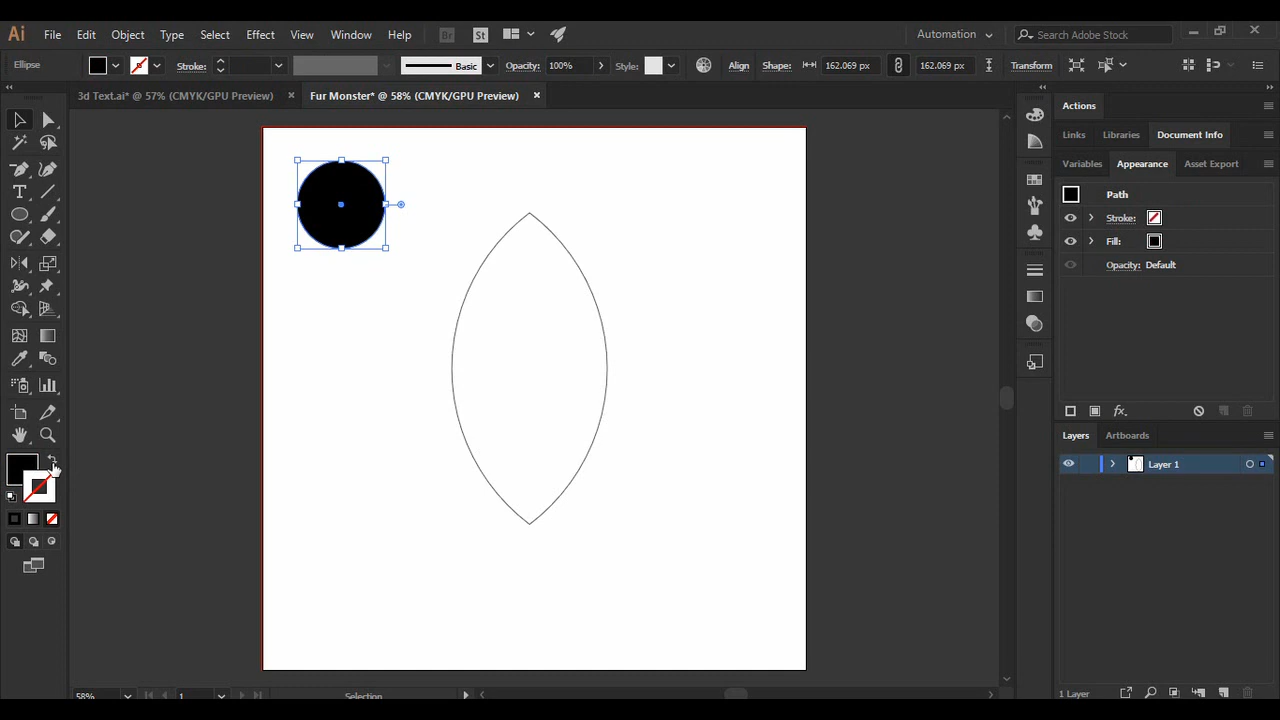 Ai File Edit Object Type Select Effect View Window Help Br St Automation Search Adobe Stock
Ellipse Stroke: Basic Opacity: 100% Style: Align Shape: 162.069 px 162.069 px Transform
3d Text.ai* @ 57% (CMYK/GPU Preview) × Fur Monster* @ 58% (CMYK/GPU Preview) ×
Actions
Links Libraries Document Info
Variables Appearance Asset Export
Path
Stroke:
Fill:
Opacity: Default
fx
Layers Artboards
Layer 1
58% 1 Selection 1 Layer